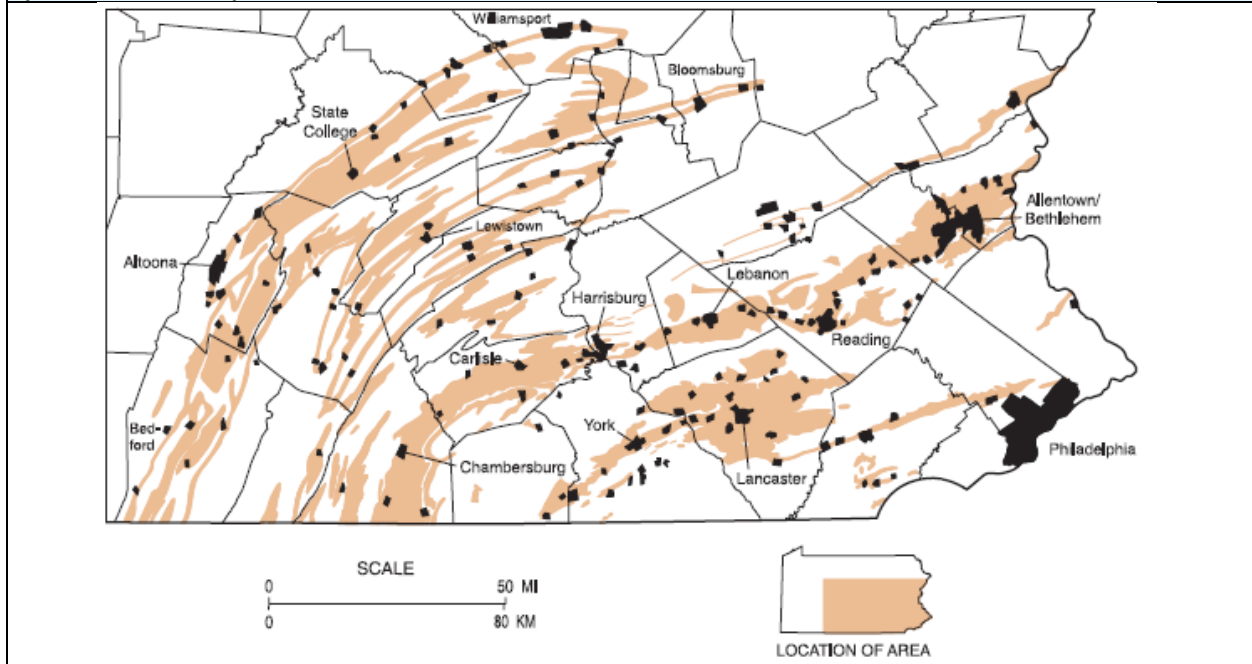 Williamsport
Bloomsburg
State
College
Allentown/
Bethlehem
Lewistown
Altoona
Lebanon
Harrisburg
Reading
Carlisle
Bed-
ford
York
Chambersburg
Lancaster
Philadelphia
SCALE
0 50 MI
0 80 KM
LOCATION OF AREA